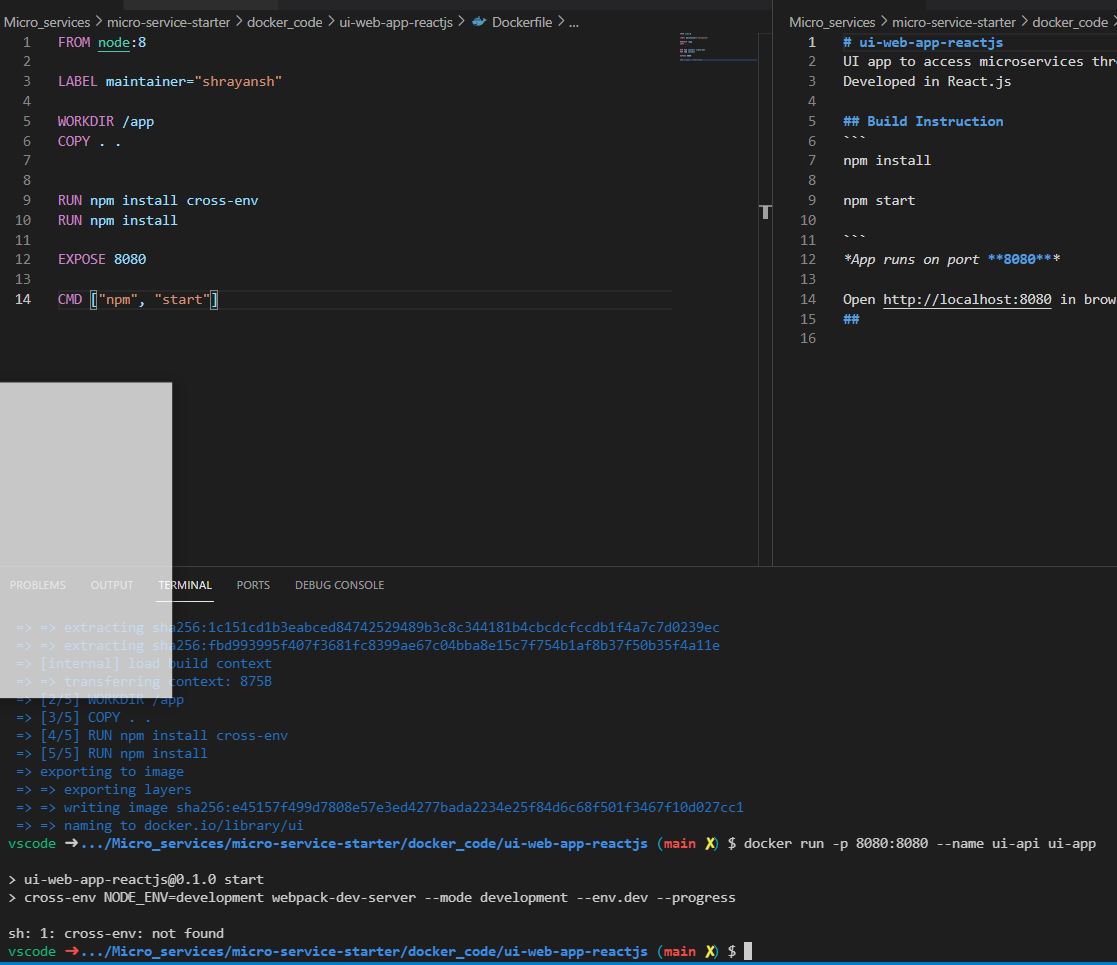 Micro_services > micro-service-starter > docker_code > ui-web-app-reactjs > Dockerfile > ...
1 FROM node:8
2
3 LABEL maintainer="shrayansh"
4
5 WORKDIR /app
6 COPY . .
7
8
9 RUN npm install cross-env
10 RUN npm install
11
12 EXPOSE 8080
13
14 CMD ["npm", "start"]
Micro_services > micro-service-starter > docker_code >
1 # ui-web-app-reactjs
2 UI app to access microservices thr
3 Developed in React.js
4
5 ## Build Instruction
6 ```
7 npm install
8
9 npm start
10
11 ```
12 *App runs on port **8080***
13
14 Open http://localhost:8080 in brow
15 ##
16
PROBLEMS OUTPUT TERMINAL PORTS DEBUG CONSOLE
=> => extracting sha256:1c151cd1b3eabced84742529489b3c8c344181b4cbcdcfccdb1f4a7c7d0239ec
=> => extracting sha256:fbd993995f407f3681fc8399ae67c04bba8e15c7f754b1af8b37f50b35f4a11e
=> [internal] load build context
=> => transferring context: 875B
=> [2/5] WORKDIR /app
=> [3/5] COPY . .
=> [4/5] RUN npm install cross-env
=> [5/5] RUN npm install
=> exporting to image
=> => exporting layers
=> => writing image sha256:e45157f499d7808e57e3ed4277bada2234e25f84d6c68f501f3467f10d027cc1
=> => naming to docker.io/library/ui
vscode ➜.../Micro_services/micro-service-starter/docker_code/ui-web-app-reactjs (main ✗) $ docker run -p 8080:8080 --name ui-api ui-app
> ui-web-app-reactjs@0.1.0 start
> cross-env NODE_ENV=development webpack-dev-server --mode development --env.dev --progress
sh: 1: cross-env: not found
vscode ➜.../Micro_services/micro-service-starter/docker_code/ui-web-app-reactjs (main ✗) $